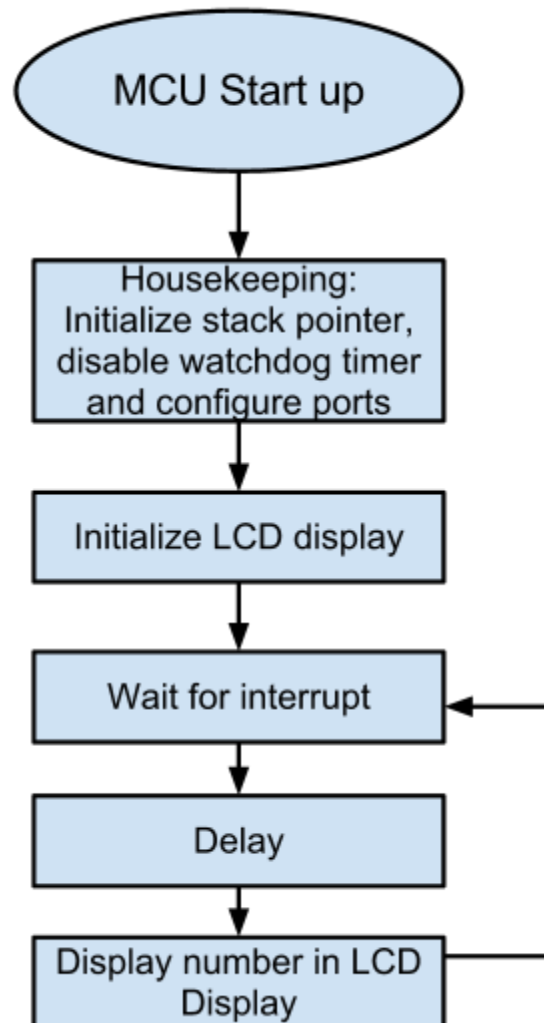 MCU Start up
Housekeeping:
Initialize stack pointer,
disable watchdog timer
and configure ports
Initialize LCD display
Wait for interrupt
Delay
Display number in LCD
Display